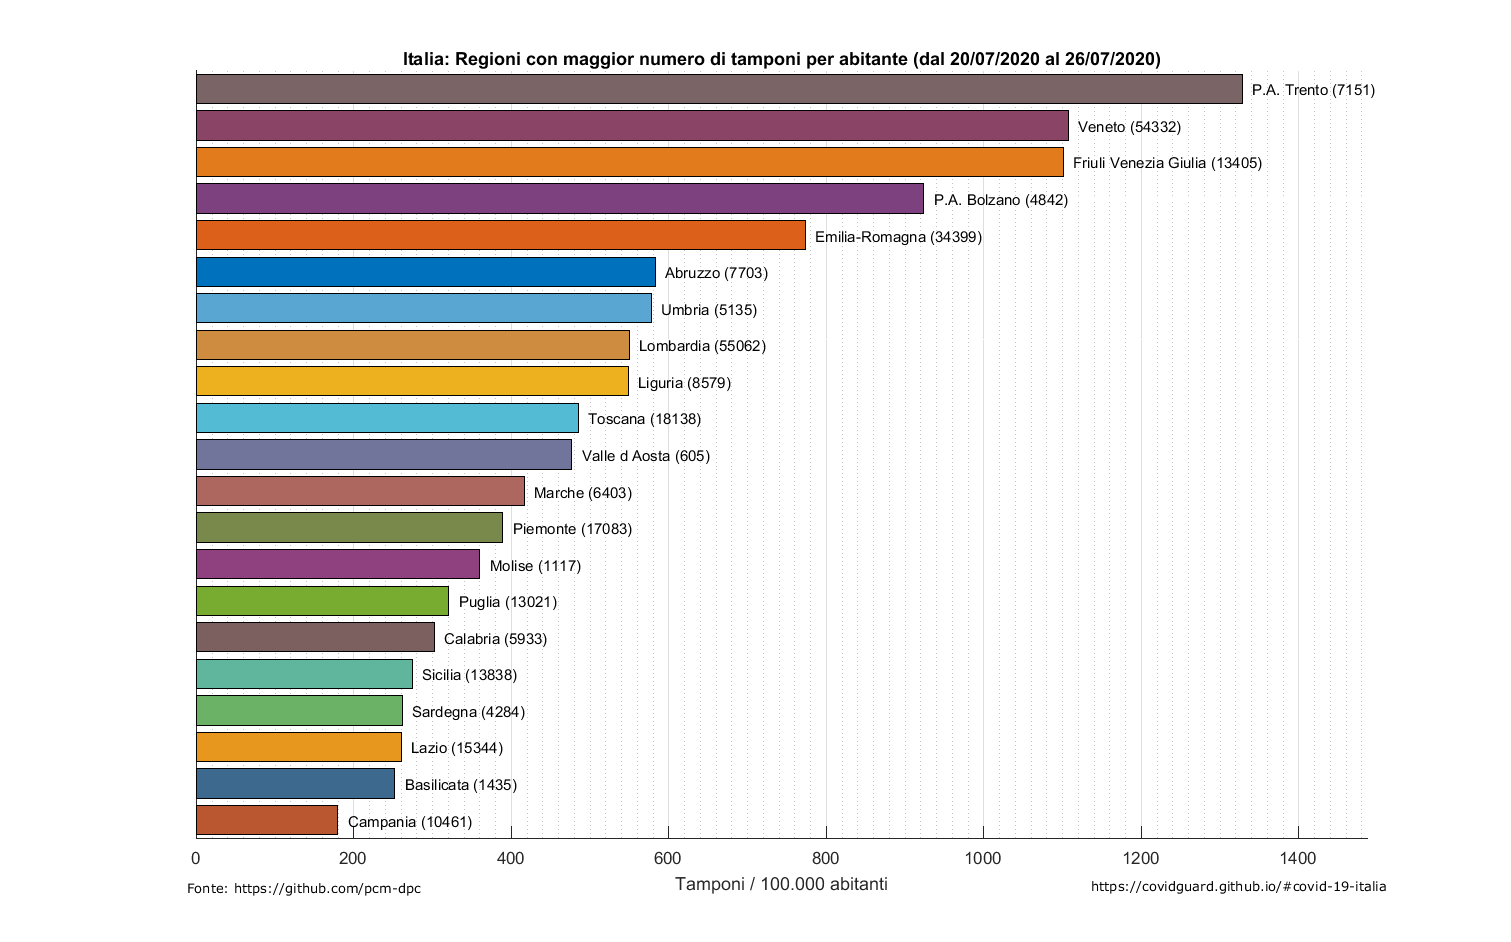 Italia: Regioni con maggior numero di tamponi per abitante (dal 20/07/2020 al 26/07/2020)
P.A. Trento (7151)
Veneto (54332)
Friuli Venezia Giulia (13405)
P.A. Bolzano (4842)
Emilia-Romagna (34399)
Abruzzo (7703)
Umbria (5135)
Lombardia (55062)
Liguria (8579)
Toscana (18138)
Valle d Aosta (605)
Marche (6403)
Piemonte (17083)
Molise (1117)
Puglia (13021)
Calabria (5933)
Sicilia (13838)
Sardegna (4284)
Lazio (15344)
Basilicata (1435)
Campania (10461)
0 200 400 600 800 1000 1200 1400
Tamponi / 100.000 abitanti
Fonte: https://github.com/pcm-dpc
https://covidguard.github.io/#covid-19-italia